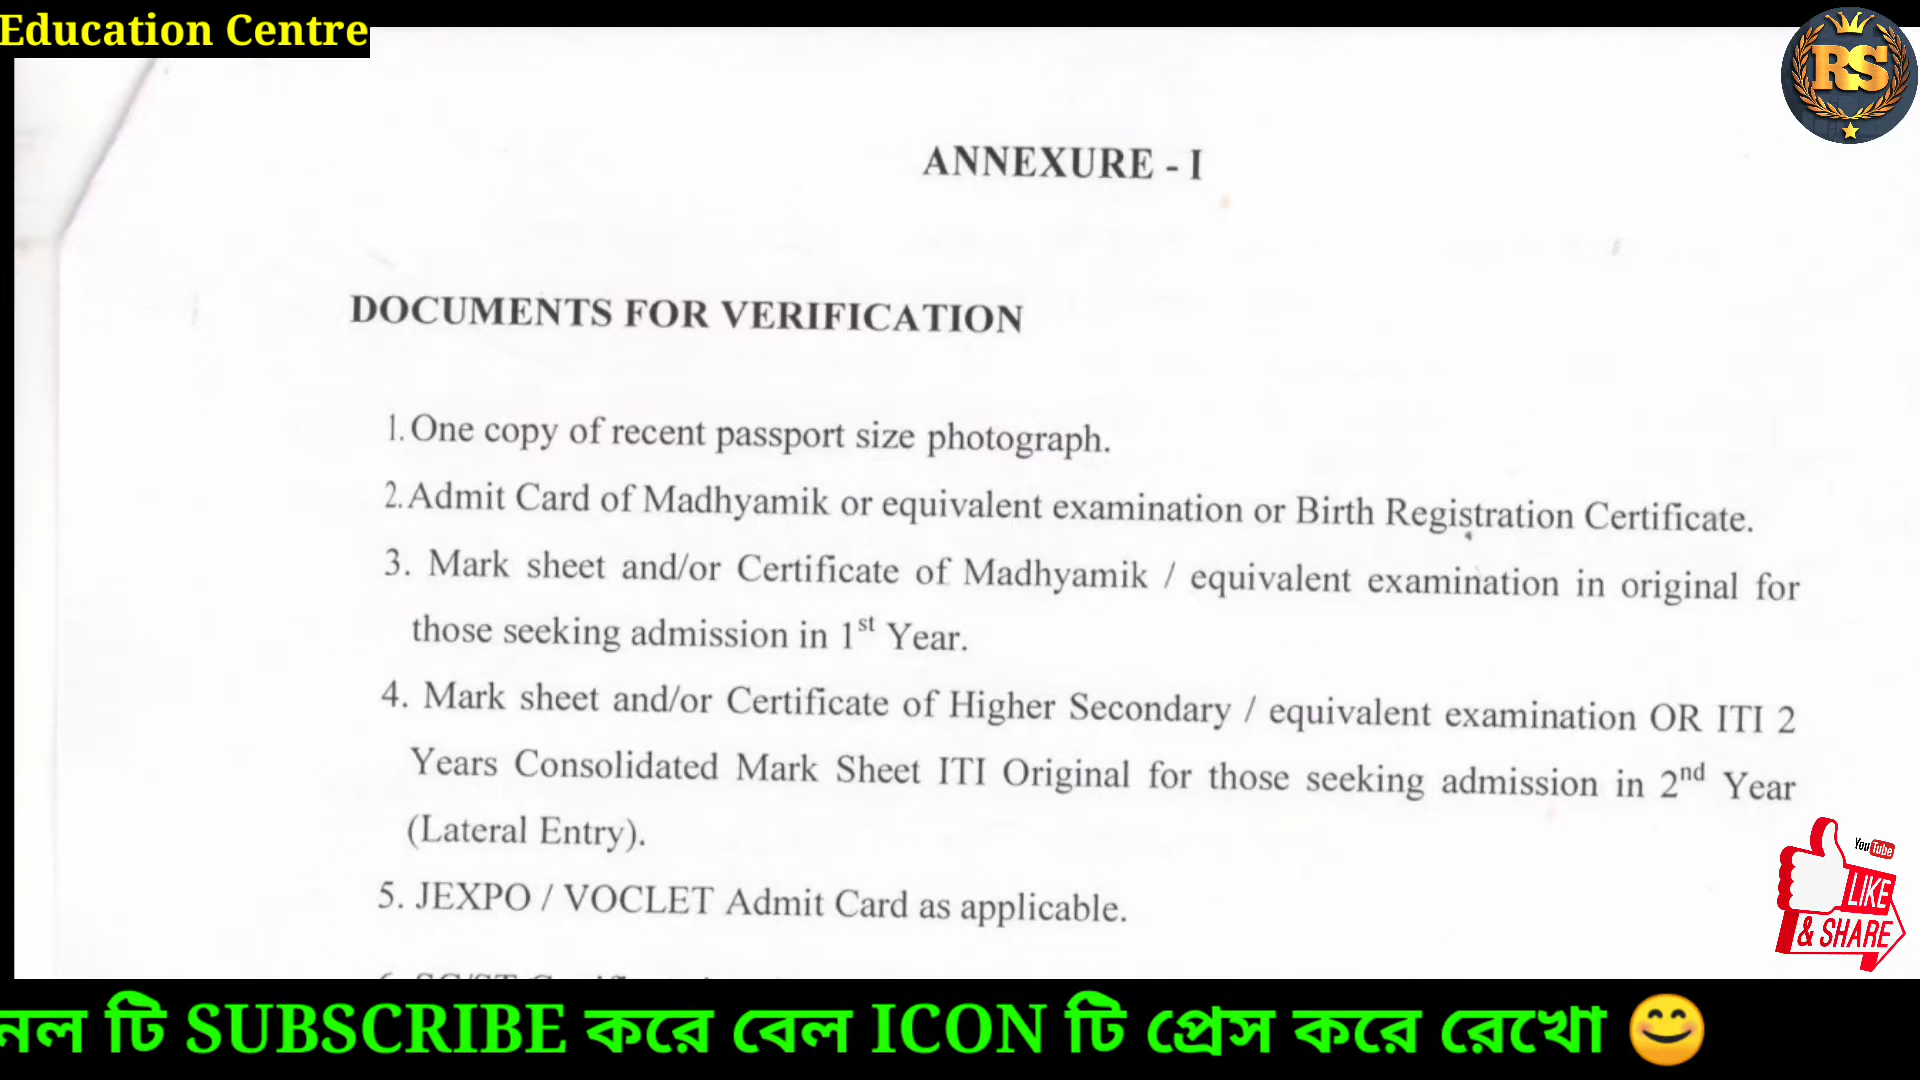 Education Centre
RS
ANNEXURE - I
DOCUMENTS FOR VERIFICATION
1. One copy of recent passport size photograph.
2. Admit Card of Madhyamik or equivalent examination or Birth Registration Certificate.
3. Mark sheet and/or Certificate of Madhyamik / equivalent examination in original for
those seeking admission in 1st Year.
4. Mark sheet and/or Certificate of Higher Secondary / equivalent examination OR ITI 2
Years Consolidated Mark Sheet ITI Original for those seeking admission in 2nd Year
(Lateral Entry).
5. JEXPO / VOCLET Admit Card as applicable.
YouTube
LIKE
& SHARE
টি SUBSCRIBE করে বেল ICON টি প্রেস করে রেখো 😊